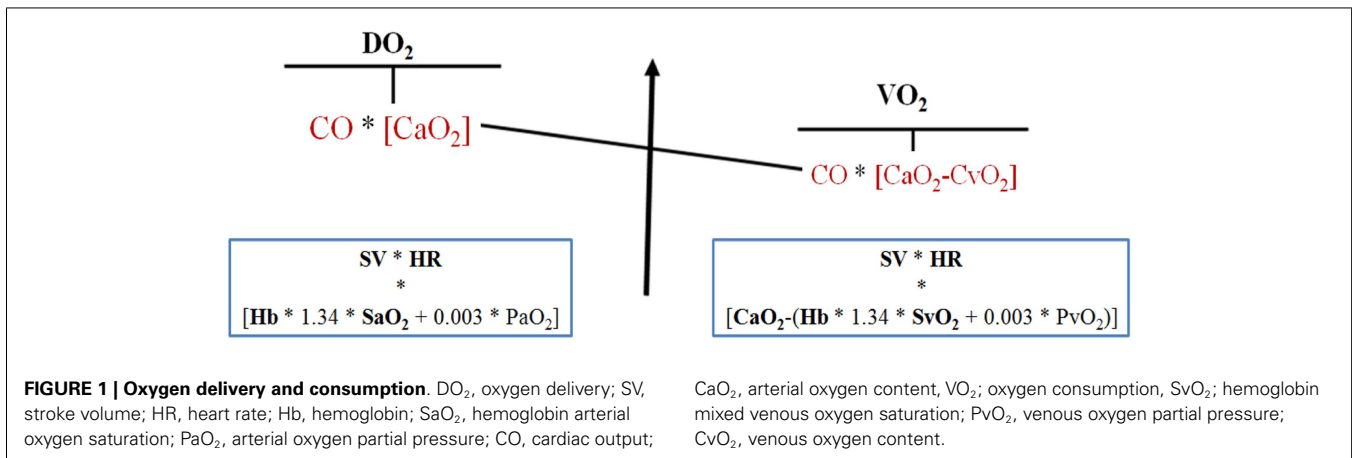 DO₂
CO * [CaO₂]
VO₂
CO * [CaO₂-CvO₂]
SV * HR
*
[Hb * 1.34 * SaO₂ + 0.003 * PaO₂]
SV * HR
*
[CaO₂-(Hb * 1.34 * SvO₂ + 0.003 * PvO₂)]
FIGURE 1 | Oxygen delivery and consumption. DO₂, oxygen delivery; SV,
stroke volume; HR, heart rate; Hb, hemoglobin; SaO₂, hemoglobin arterial
oxygen saturation; PaO₂, arterial oxygen partial pressure; CO, cardiac output;
CaO₂, arterial oxygen content, VO₂; oxygen consumption, SvO₂; hemoglobin
mixed venous oxygen saturation; PvO₂, venous oxygen partial pressure;
CvO₂, venous oxygen content.